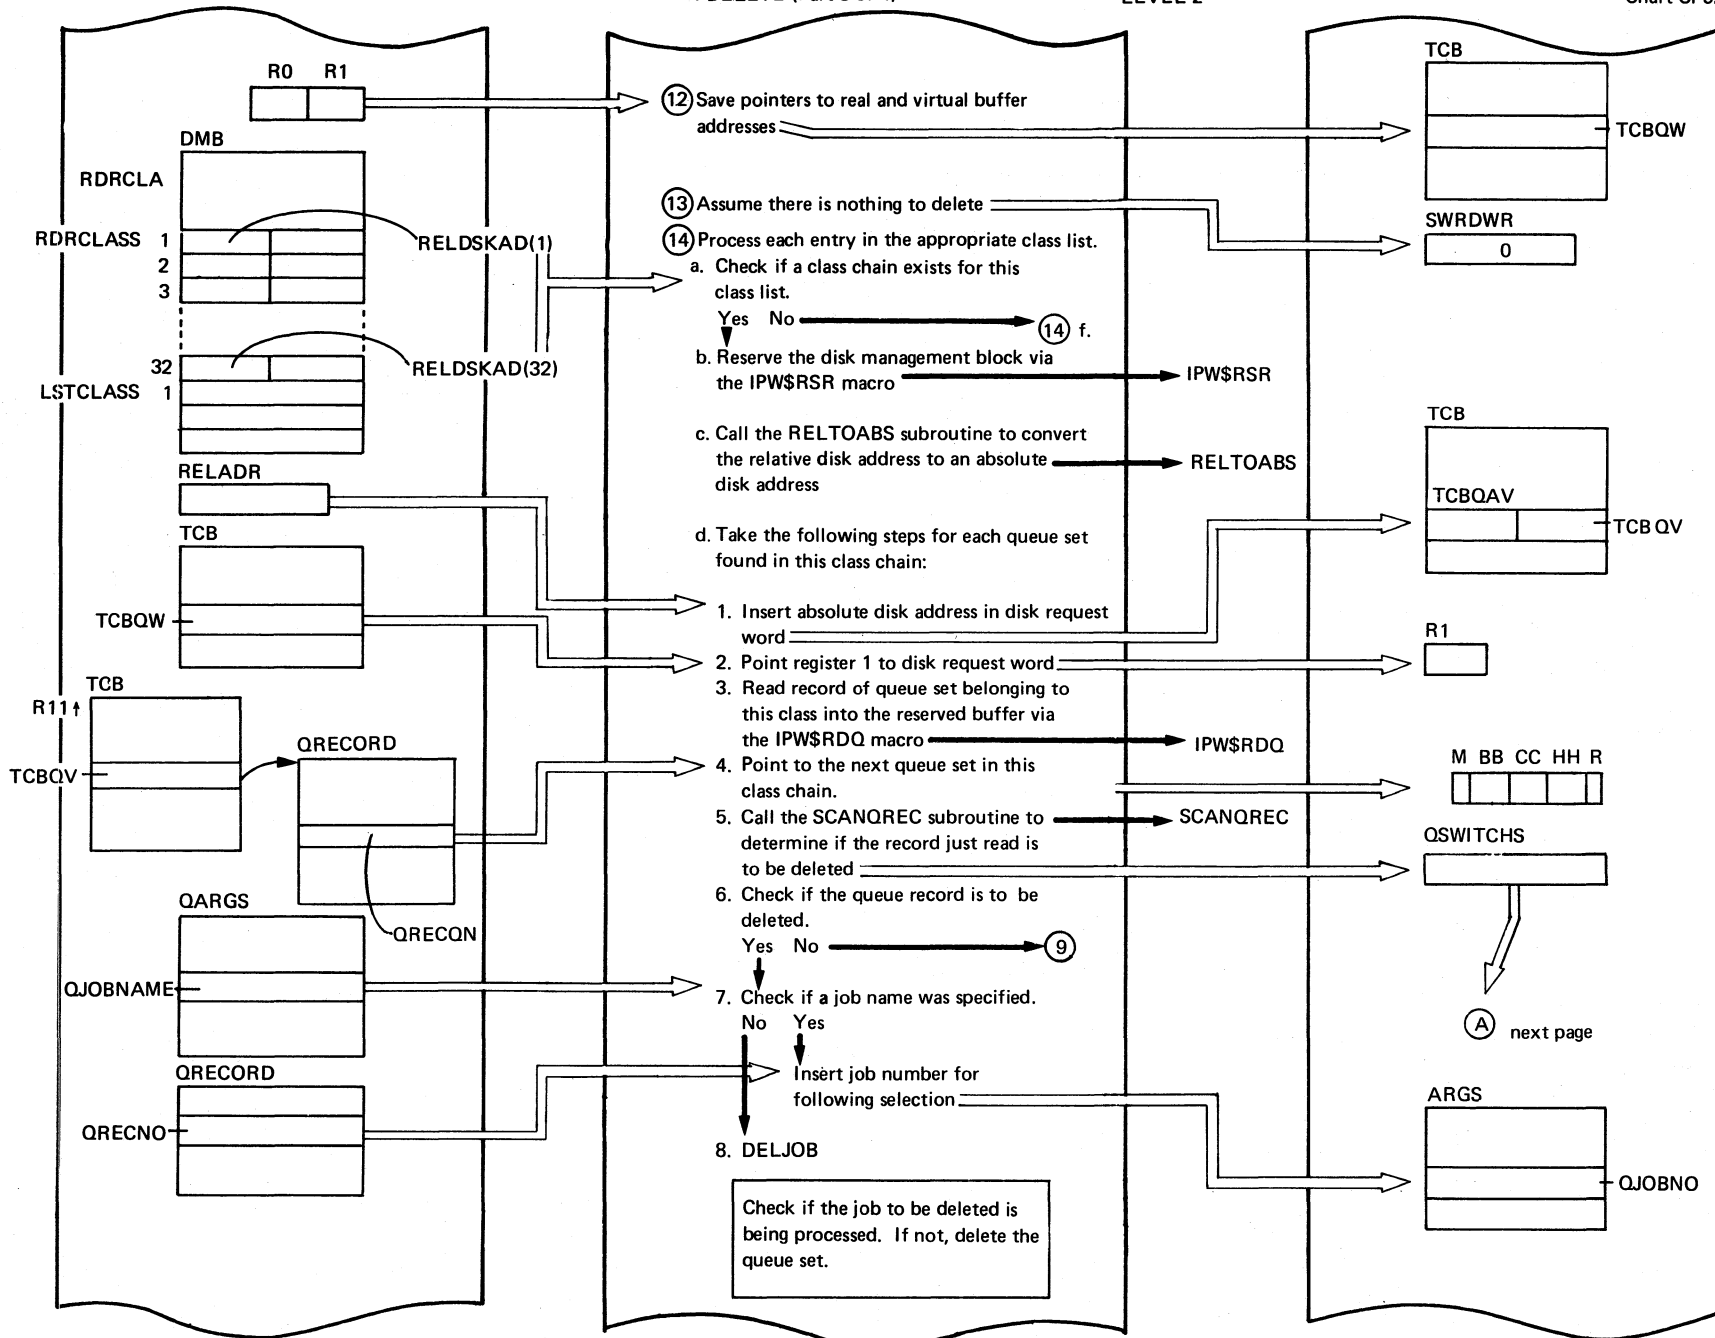 LEVEL 2
R0 R1
DMB
RDRCLA
RDRCLASS 1
2
3
RELDSKAD(1)
32
RELDSKAD(32)
LSTCLASS 1
RELADR
TCB
TCBQW
TCB
R11
TCBQV
QRECORD
QRECQN
QARGS
QJOBNAME
QRECORD
QRECNO
12 Save pointers to real and virtual buffer
addresses
13 Assume there is nothing to delete
14 Process each entry in the appropriate class list.
a. Check if a class chain exists for this
class list.
Yes No
14 f.
b. Reserve the disk management block via
the IPW$RSR macro
IPW$RSR
c. Call the RELTOABS subroutine to convert
the relative disk address to an absolute
disk address
RELTOABS
d. Take the following steps for each queue set
found in this class chain:
1. Insert absolute disk address in disk request
word
2. Point register 1 to disk request word
3. Read record of queue set belonging to
this class into the reserved buffer via
the IPW$RDQ macro
IPW$RDQ
4. Point to the next queue set in this
class chain.
5. Call the SCANQREC subroutine to
determine if the record just read is
to be deleted
SCANQREC
6. Check if the queue record is to be
deleted.
Yes No
9
7. Check if a job name was specified.
No Yes
Insert job number for
following selection
8. DELJOB
Check if the job to be deleted is
being processed. If not, delete the
queue set.
TCB
TCBQW
SWRDWR
0
TCB
TCBQAV
TCBQV
R1
M BB CC HH R
QSWITCHS
A next page
ARGS
QJOBNO